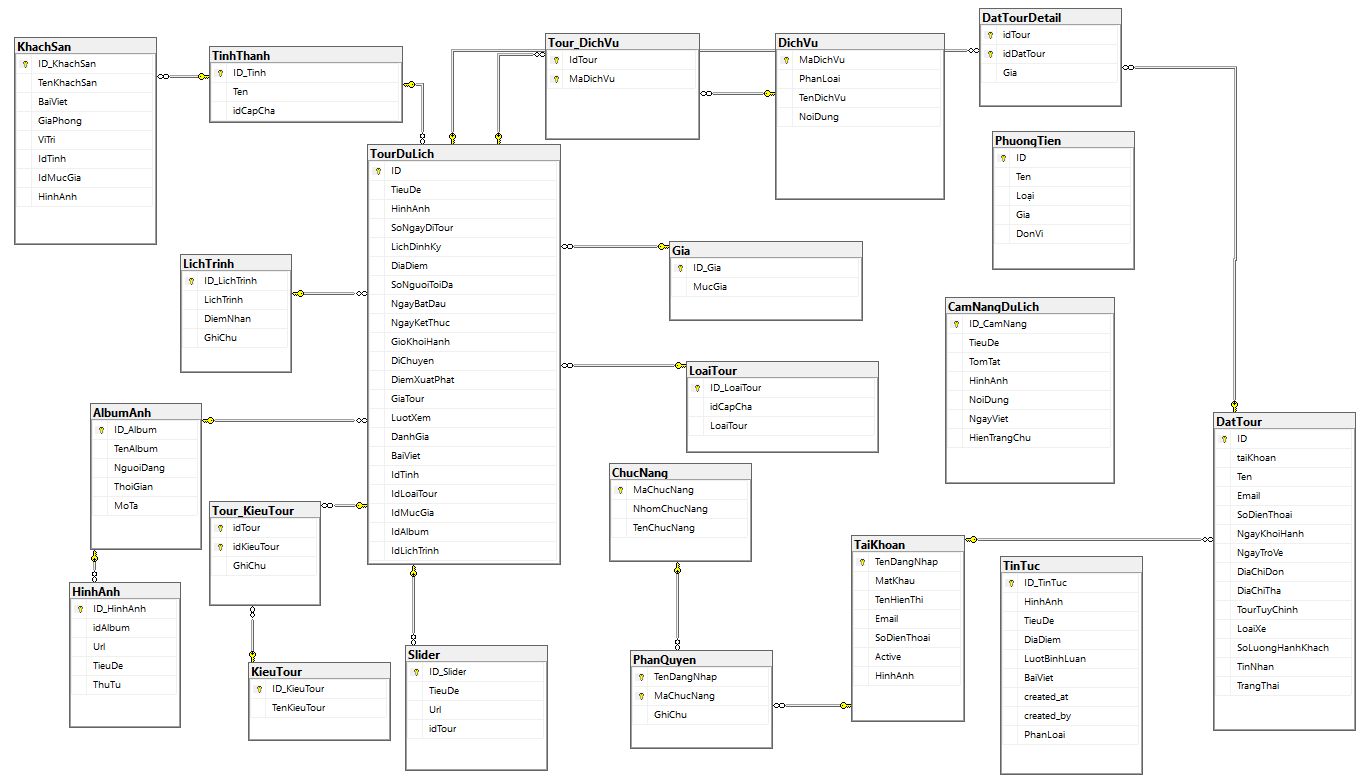 KhachSan
ID_KhachSan
TenKhachSan
BaiViet
GiaPhong
ViTri
IdTinh
IdMucGia
HinhAnh
TinhThanh
ID_Tinh
Ten
idCapCha
Tour_DichVu
IdTour
MaDichVu
DichVu
MaDichVu
PhanLoai
TenDichVu
NoiDung
DatTourDetail
idTour
idDatTour
Gia
PhuongTien
ID
Ten
Loại
Gia
DonVi
TourDuLich
ID
TieuDe
HinhAnh
SoNgayDiTour
LichDinhKy
DiaDiem
SoNguoiToiDa
NgayBatDau
NgayKetThuc
GioKhoiHanh
DiChuyen
DiemXuatPhat
GiaTour
LuotXem
DanhGia
BaiViet
IdTinh
IdLoaiTour
IdMucGia
IdAlbum
IdLichTrinh
LichTrinh
ID_LichTrinh
LichTrinh
DiemNhan
GhiChu
Gia
ID_Gia
MucGia
LoaiTour
ID_LoaiTour
idCapCha
LoaiTour
CamNangDuLich
ID_CamNang
TieuDe
TomTat
HinhAnh
NoiDung
NgayViet
HienTrangChu
AlbumAnh
ID_Album
TenAlbum
NguoiDang
ThoiGian
MoTa
Tour_KieuTour
idTour
idKieuTour
GhiChu
ChucNang
MaChucNang
NhomChucNang
TenChucNang
DatTour
ID
taiKhoan
Ten
Email
SoDienThoai
NgayKhoiHanh
NgayTroVe
DiaChiDon
DiaChiTha
TourTuyChinh
LoaiXe
SoLuongHanhKhach
TinNhan
TrangThai
TaiKhoan
TenDangNhap
MatKhau
TenHienThi
Email
SoDienThoai
Active
HinhAnh
TinTuc
ID_TinTuc
HinhAnh
TieuDe
DiaDiem
LuotBinhLuan
BaiViet
created_at
created_by
PhanLoai
HinhAnh
ID_HinhAnh
idAlbum
Url
TieuDe
ThuTu
KieuTour
ID_KieuTour
TenKieuTour
Slider
ID_Slider
TieuDe
Url
idTour
PhanQuyen
TenDangNhap
MaChucNang
GhiChu